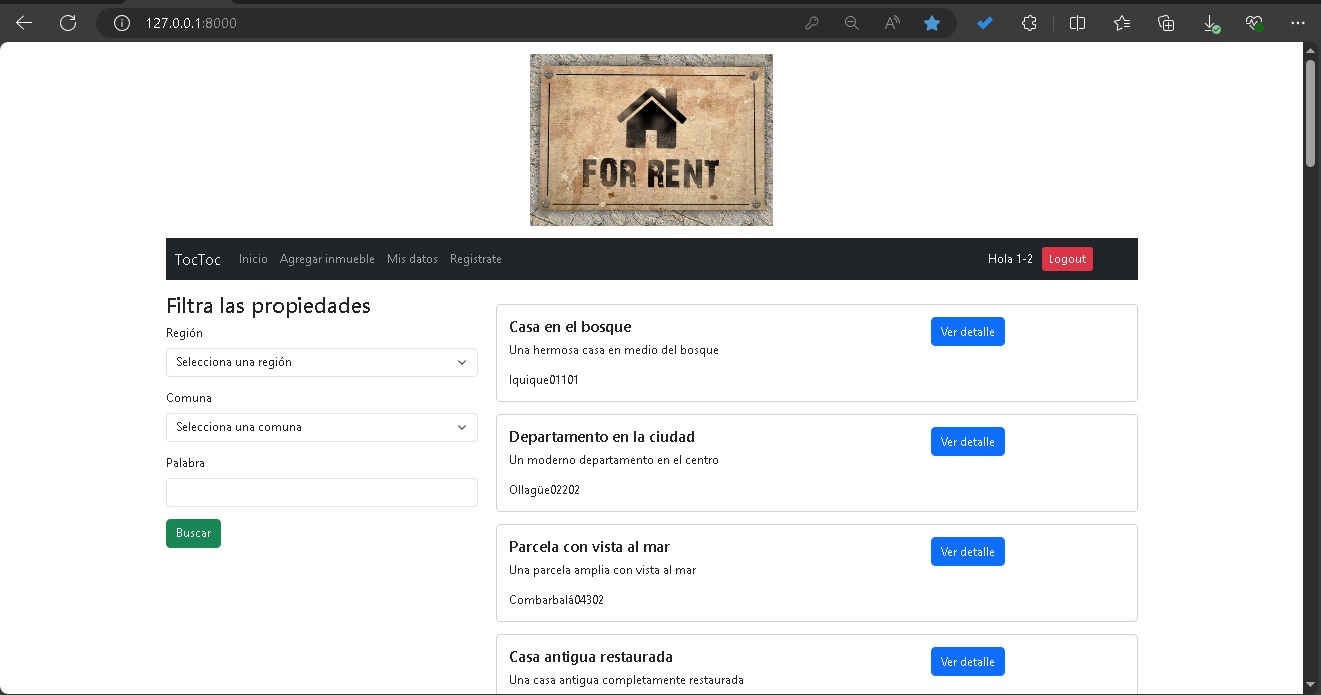 127.0.0.1:8000
FOR RENT
TocToc Inicio Agregar inmueble Mis datos Registrate Hola 1-2 Logout
Filtra las propiedades
Región
Selecciona una región
Comuna
Selecciona una comuna
Palabra
Buscar
Casa en el bosque
Ver detalle
Una hermosa casa en medio del bosque
Iquique01101
Departamento en la ciudad
Ver detalle
Un moderno departamento en el centro
Ollagüe02202
Parcela con vista al mar
Ver detalle
Una parcela amplia con vista al mar
Combarbalá04302
Casa antigua restaurada
Ver detalle
Una casa antigua completamente restaurada